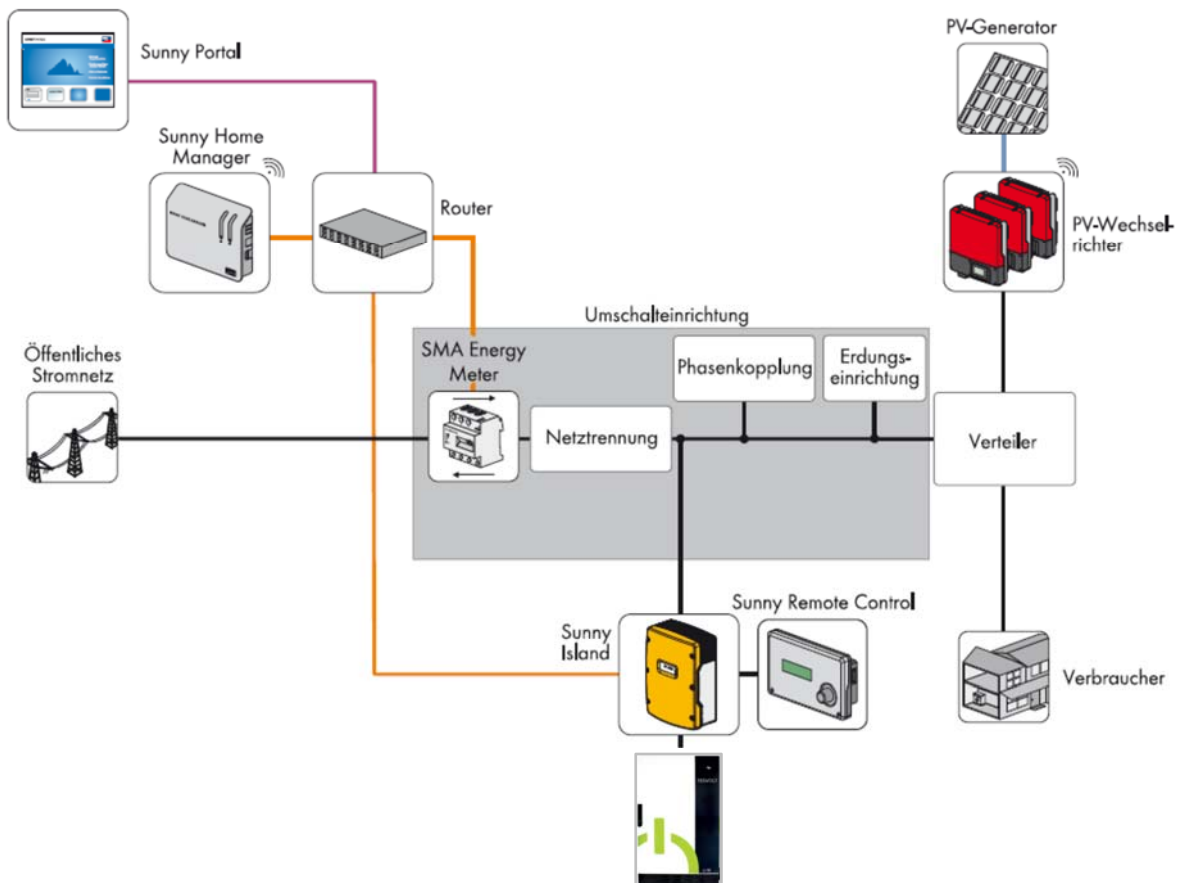 Sunny Portal
PV-Generator
Sunny Home
Manager
Router
PV-Wechsel-
richter
Umschalteinrichtung
Öffentliches
Stromnetz
SMA Energy
Meter
Phasenkopplung
Erdungs-
einrichtung
Netztrennung
Verteiler
Sunny
Island
Sunny Remote Control
Verbraucher